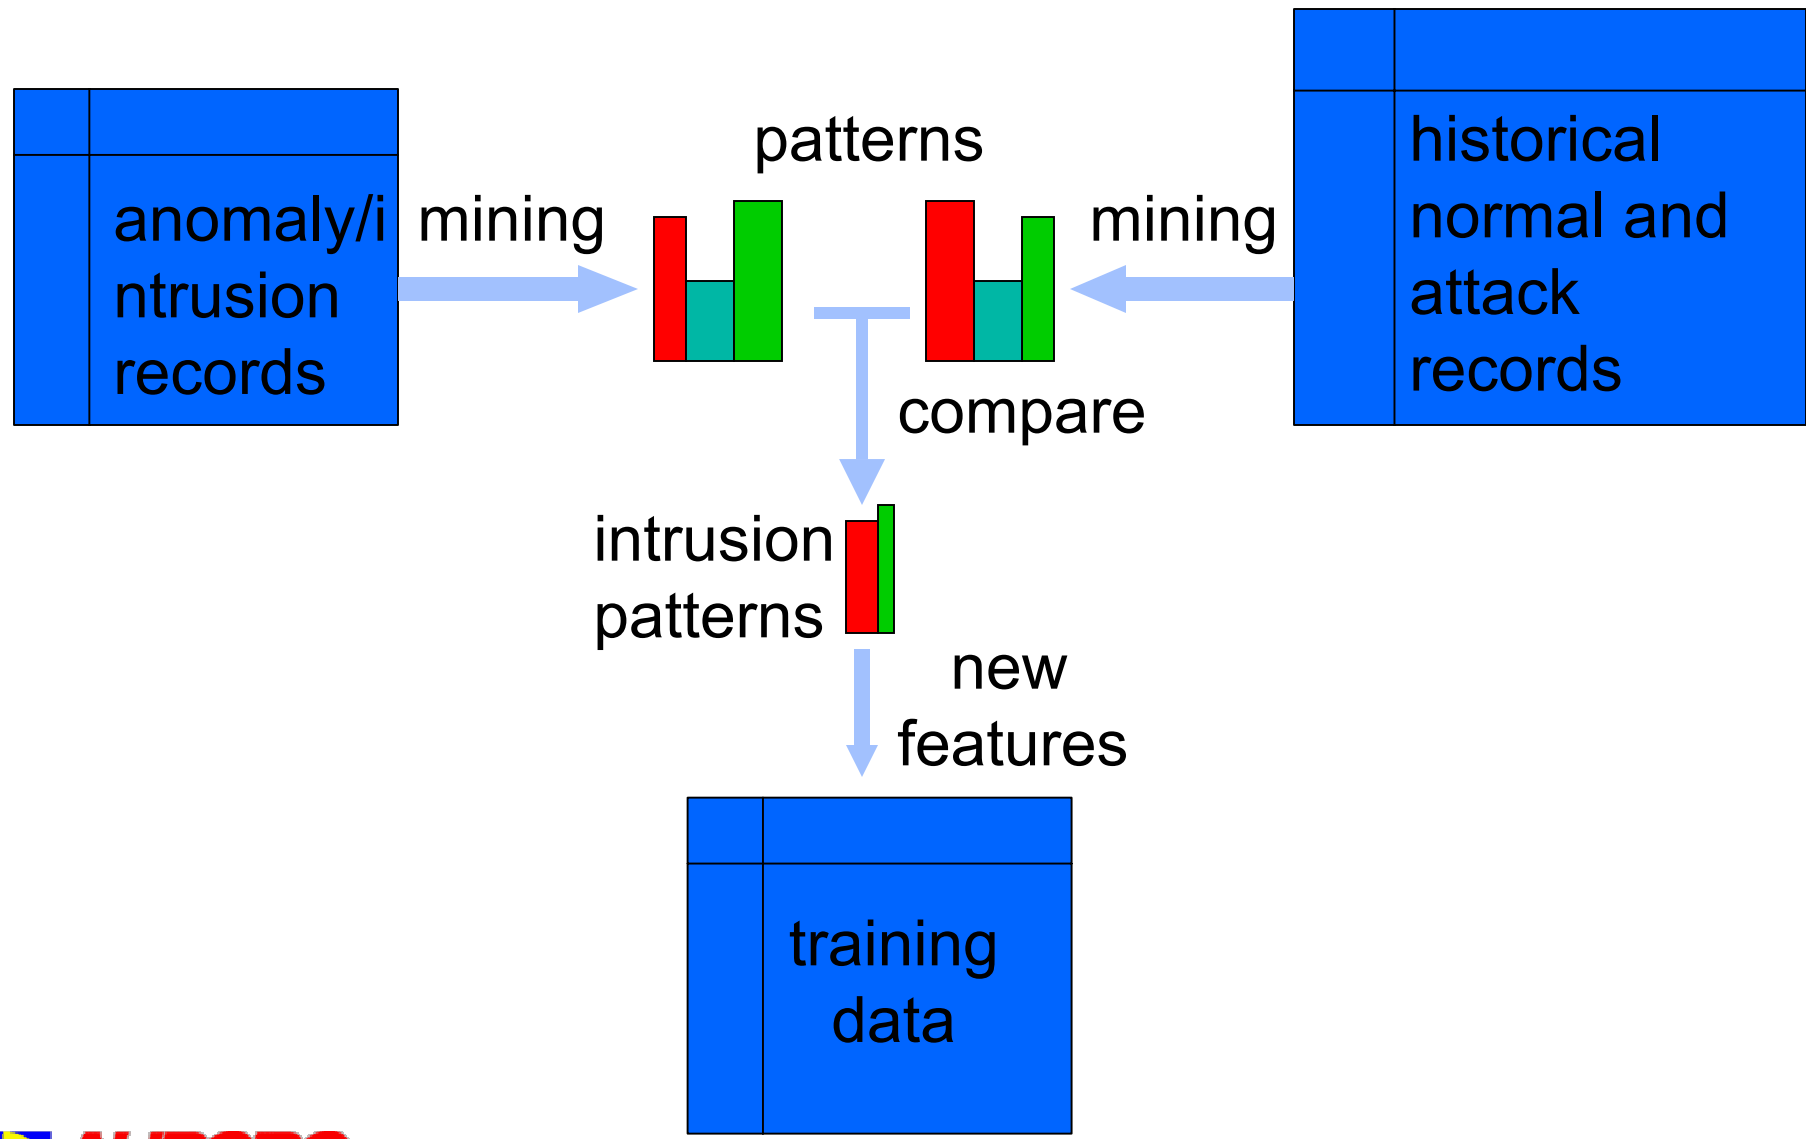 patterns
anomaly/i
ntrusion
records
mining
mining
historical
normal and
attack
records
compare
intrusion
patterns
new
features
training
data